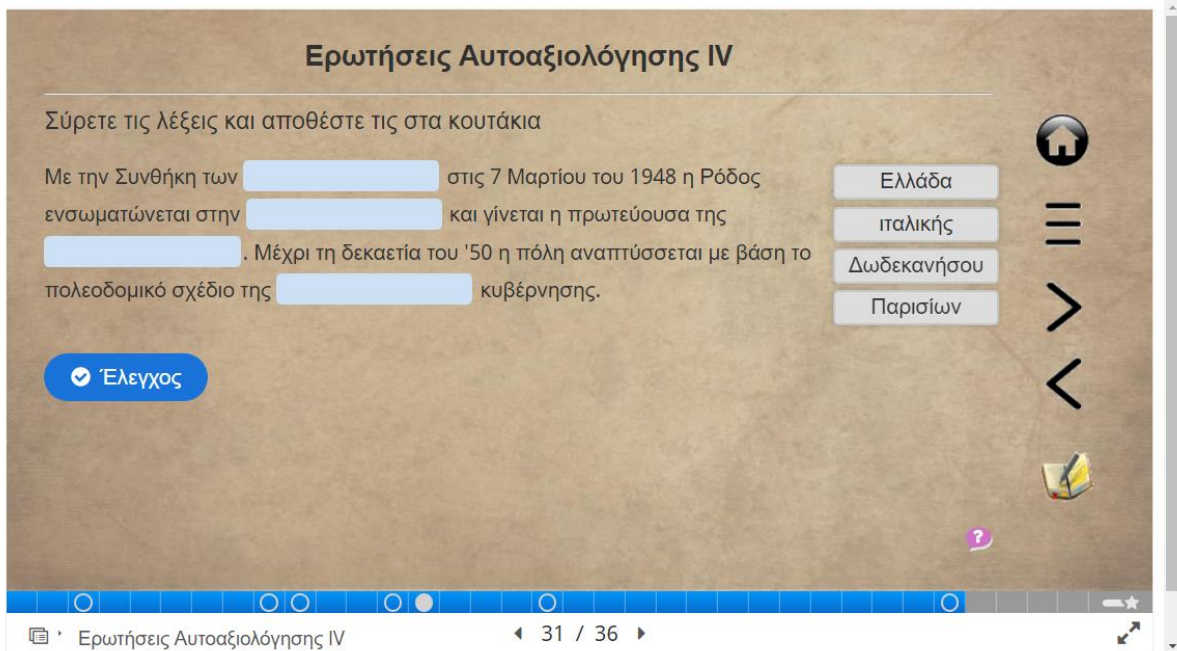 Ερωτήσεις Αυτοαξιολόγησης IV
Σύρετε τις λέξεις και αποθέστε τις στα κουτάκια
Με την Συνθήκη των στις 7 Μαρτίου του 1948 η Ρόδος
ενσωματώνεται στην και γίνεται η πρωτεύουσα της
. Μέχρι τη δεκαετία του '50 η πόλη αναπτύσσεται με βάση το
πολεοδομικό σχέδιο της κυβέρνησης.
Ελλάδα
ιταλικής
Δωδεκανήσου
Παρισίων
Έλεγχος
?
Ερωτήσεις Αυτοαξιολόγησης IV
31 / 36